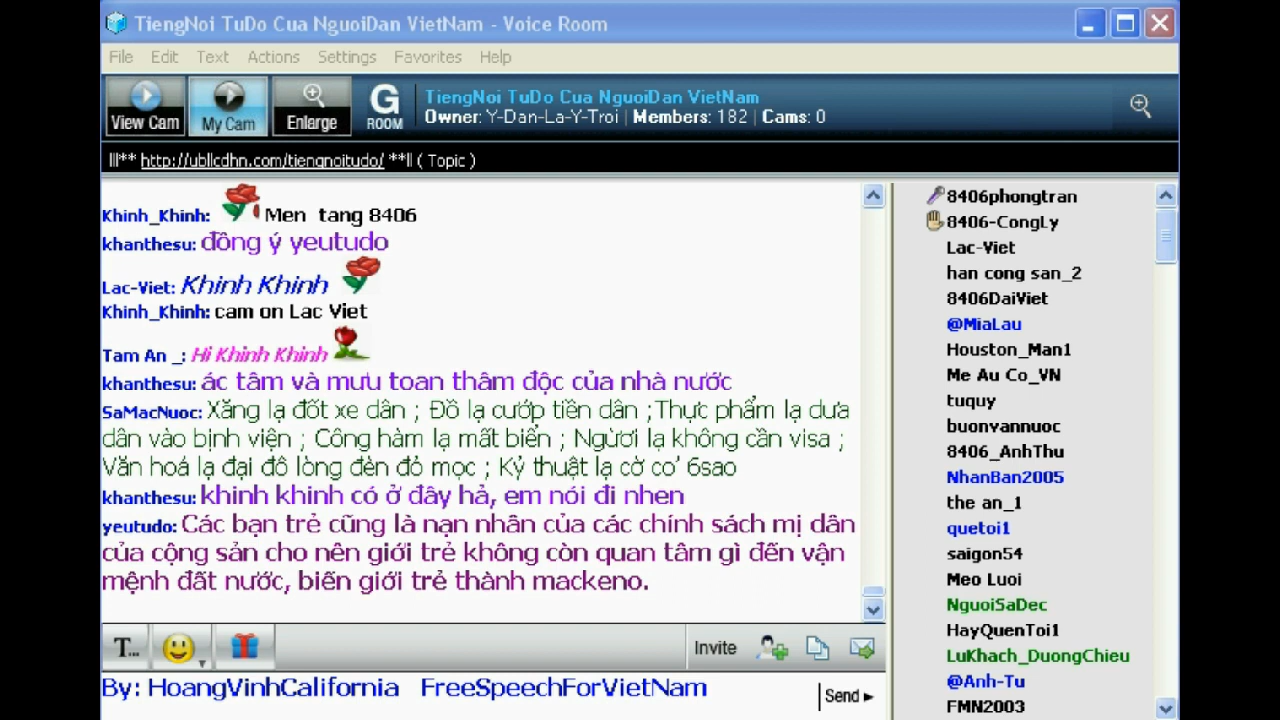 TiengNoi TuDo Cua NguoiDan VietNam - Voice Room
File Edit Text Actions Settings Favorites Help
View Cam My Cam Enlarge G ROOM
TiengNoi TuDo Cua NguoiDan VietNam
Owner: Y-Dan-La-Y-Troi | Members: 182 | Cams: 0
lll** http://ubllcdhn.com/tiengnoitudo/ **ll ( Topic )
Khinh_Khinh: Men tang 8406
khanthesu: đồng ý yeutudo
Lac-Viet: Khinh Khinh
Khinh_Khinh: cam on Lac Viet
Tam An _: Hi Khinh Khinh
khanthesu: ác tâm và mưu toan thâm độc của nhà nước
SaMacNuoc: Xăng lạ đốt xe dân ; Đồ lạ cướp tiền dân ;Thực phẩm lạ dưa
dân vào bịnh viện ; Công hàm lạ mất biển ; Ngừơi lạ không cần visa ;
Văn hoá lạ đại đô lòng đèn đỏ mọc ; Kỷ thuật lạ cờ co’ 6sao
khanthesu: khinh khinh có ở đây hả, em nói đi nhen
yeutudo: Các bạn trẻ cũng là nạn nhân của các chính sách mị dân
của cộng sản cho nên giới trẻ không còn quan tâm gì đến vận
mệnh đất nước, biến giới trẻ thành mackeno.
T... Invite
By: HoangVinhCalifornia FreeSpeechForVietNam
Send
8406phongtran
8406-CongLy
Lac-Viet
han cong san_2
8406DaiViet
@MiaLau
Houston_Man1
Me Au Co_VN
tuquy
buonvannuoc
8406_AnhThu
NhanBan2005
the an_1
quetoi1
saigon54
Meo Luoi
NguoiSaDec
HayQuenToi1
LuKhach_DuongChieu
@Anh-Tu
FMN2003